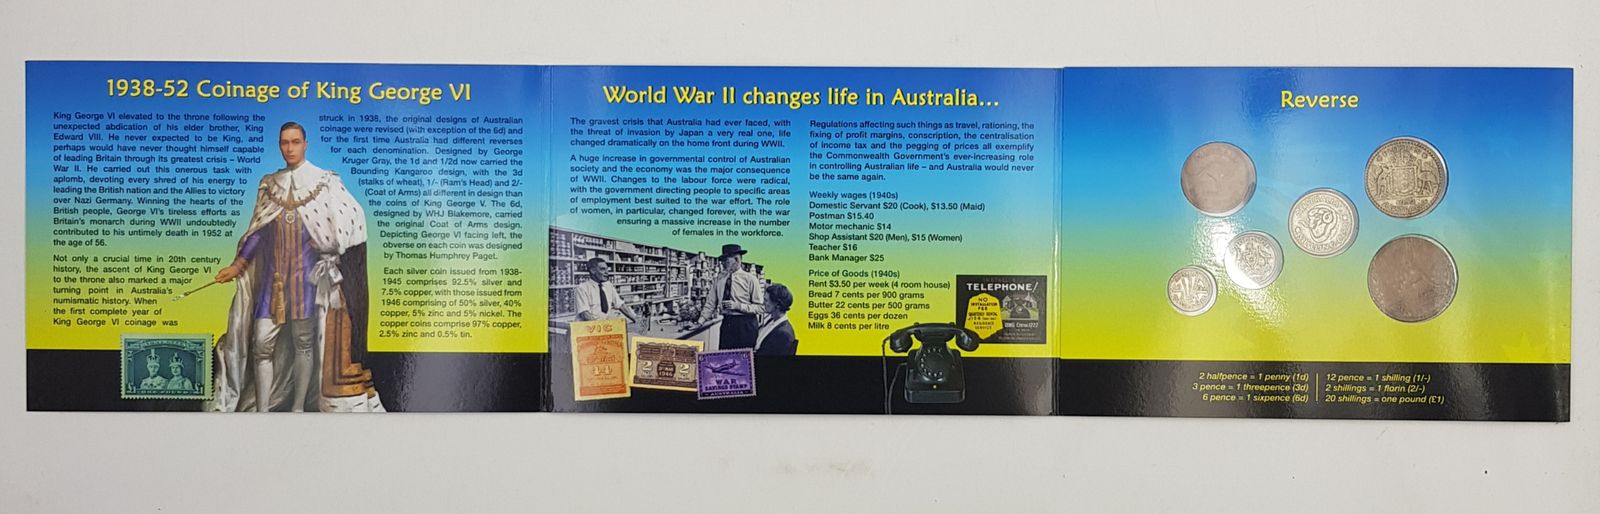 1938-52 Coinage of King George VI
King George VI elevated to the throne following the
unexpected abdication of his elder brother, King
Edward VIII. He never expected to be King, and
perhaps would have never thought himself capable
of leading Britain through its greatest crisis – World
War II. He carried out this onerous task with
aplomb, devoting every shred of his energy to
leading the British nation and the Allies to victory
over Nazi Germany. Winning the hearts of the
British people, George VI's tireless efforts as
Britain's monarch during WWII undoubtedly
contributed to his untimely death in 1952 at
the age of 56.
Not only a crucial time in 20th century
history, the ascent of King George VI
to the throne also marked a major
turning point in Australia's
numismatic history. When
the first complete year of
King George VI coinage was
struck in 1938, the original designs of Australian
coinage were revised (with exception of the 6d) and
for the first time Australia had different reverses
for each denomination. Designed by George
Kruger Gray, the 1d and 1/2d now carried the
Bounding Kangaroo design, with the 3d
(stalks of wheat), 1/- (Ram's Head) and 2/-
(Coat of Arms) all different in design than
the coins of King George V. The 6d,
designed by WHJ Blakemore, carried
the original Coat of Arms design.
Depicting George VI facing left, the
obverse on each coin was designed
by Thomas Humphrey Paget.
Each silver coin issued from 1938-
1945 comprises 92.5% silver and
7.5% copper, with those issued from
1946 comprising of 50% silver, 40%
copper, 5% zinc and 5% nickel. The
copper coins comprise 97% copper,
2.5% zinc and 0.5% tin.
World War II changes life in Australia...
The gravest crisis that Australia had ever faced, with
the threat of invasion by Japan a very real one, life
changed dramatically on the home front during WWII.
A huge increase in governmental control of Australian
society and the economy was the major consequence
of WWII. Changes to the labour force were radical,
with the government directing people to specific areas
of employment best suited to the war effort. The role
of women, in particular, changed forever, with the war
ensuring a massive increase in the number
of females in the workforce.
VIC
2 2
1946
WAR
SAVINGS STAMP
AUSTRALIA
Regulations affecting such things as travel, rationing, the
fixing of profit margins, conscription, the centralisation
of income tax and the pegging of prices all exemplify
the Commonwealth Government's ever-increasing role
in controlling Australian life – and Australia would never
be the same again.
Weekly wages (1940s)
Domestic Servant $20 (Cook), $13.50 (Maid)
Postman $15.40
Motor mechanic $14
Shop Assistant $20 (Men), $15 (Women)
Teacher $16
Bank Manager $25
Price of Goods (1940s)
Rent $3.50 per week (4 room house)
Bread 7 cents per 900 grams
Butter 22 cents per 500 grams
Eggs 36 cents per dozen
Milk 8 cents per litre
TELEPHONE!
NO
INSTALLATION
FEE
Reverse
2 halfpence = 1 penny (1d)
3 pence = 1 threepence (3d)
6 pence = 1 sixpence (6d)
12 pence = 1 shilling (1/-)
2 shillings = 1 florin (2/-)
20 shillings = one pound (£1)